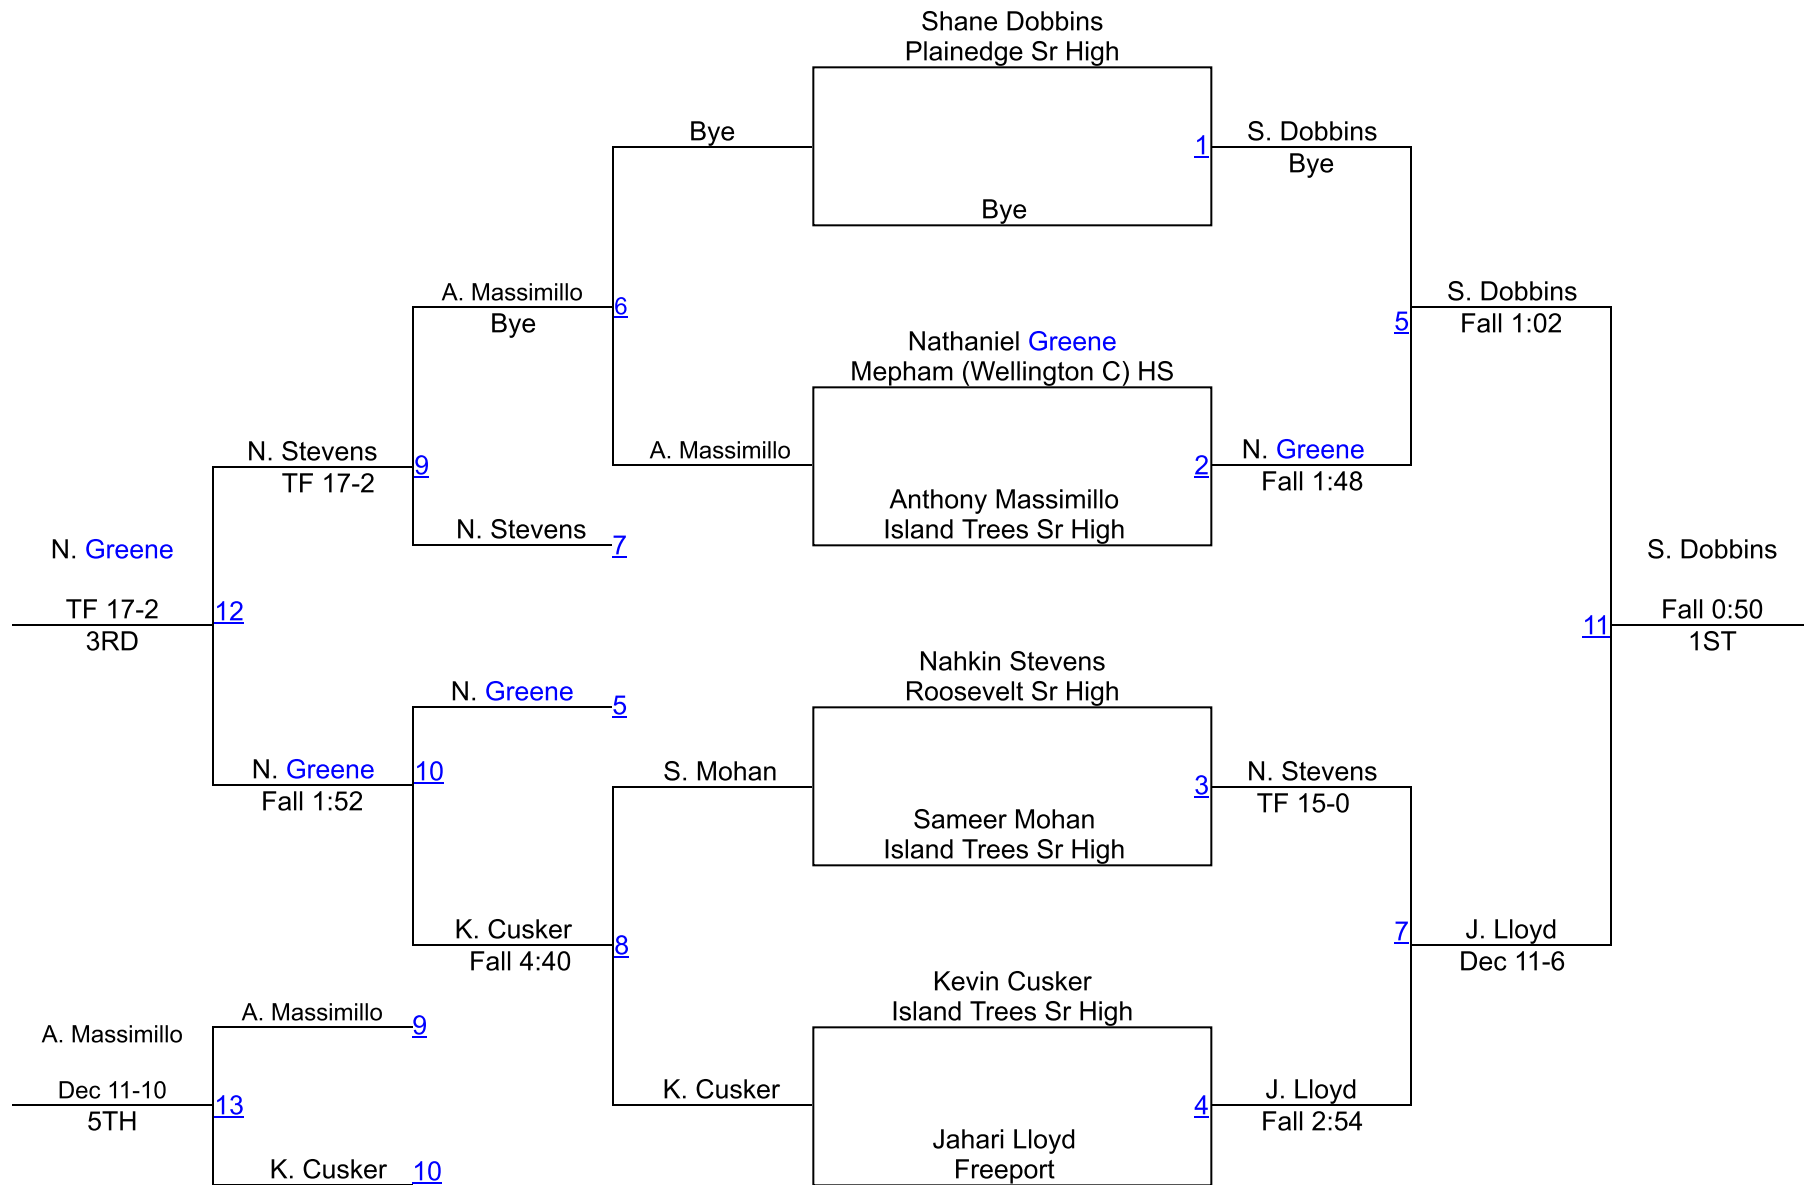 Shane Dobbins
Plainedge Sr High
Bye
1
S. Dobbins
Bye
Bye
A. Massimillo
Bye
6
S. Dobbins
Fall 1:02
5
Nathaniel Greene
Mepham (Wellington C) HS
N. Stevens
TF 17-2
9
A. Massimillo
2
N. Greene
Fall 1:48
Anthony Massimillo
Island Trees Sr High
N. Stevens
7
N. Greene
TF 17-2
3RD
12
S. Dobbins
Fall 0:50
1ST
11
Nahkin Stevens
Roosevelt Sr High
N. Greene
5
N. Greene
Fall 1:52
10
S. Mohan
3
N. Stevens
TF 15-0
Sameer Mohan
Island Trees Sr High
K. Cusker
Fall 4:40
8
7
J. Lloyd
Dec 11-6
Kevin Cusker
Island Trees Sr High
A. Massimillo
9
A. Massimillo
Dec 11-10
5TH
13
K. Cusker
4
J. Lloyd
Fall 2:54
Jahari Lloyd
Freeport
K. Cusker
10